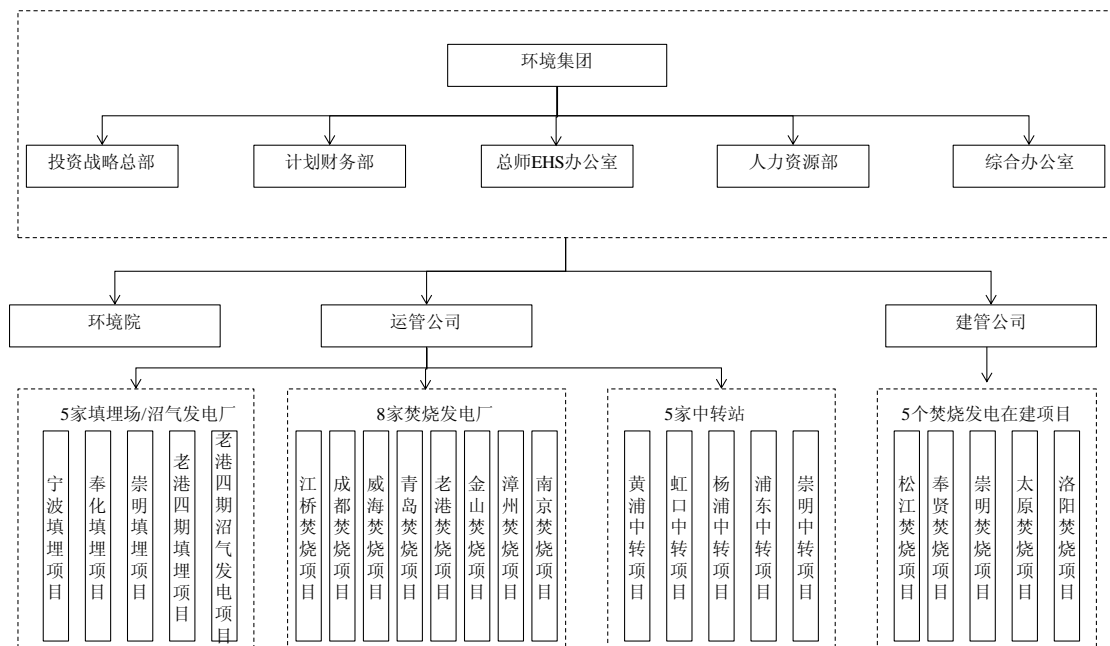 环境集团
投资战略总部
计划财务部
总师EHS办公室
人力资源部
综合办公室
环境院
运管公司
建管公司
5家填埋场/沼气发电厂
8家焚烧发电厂
5家中转站
5个焚烧发电在建项目
宁波填埋项目
奉化填埋项目
崇明填埋项目
老港四期填埋项目
老港四期沼气发电项目
江桥焚烧项目
成都焚烧项目
威海焚烧项目
青岛焚烧项目
老港焚烧项目
金山焚烧项目
漳州焚烧项目
南京焚烧项目
黄浦中转项目
虹口中转项目
杨浦中转项目
浦东中转项目
崇明中转项目
松江焚烧项目
奉贤焚烧项目
崇明焚烧项目
太原焚烧项目
洛阳焚烧项目